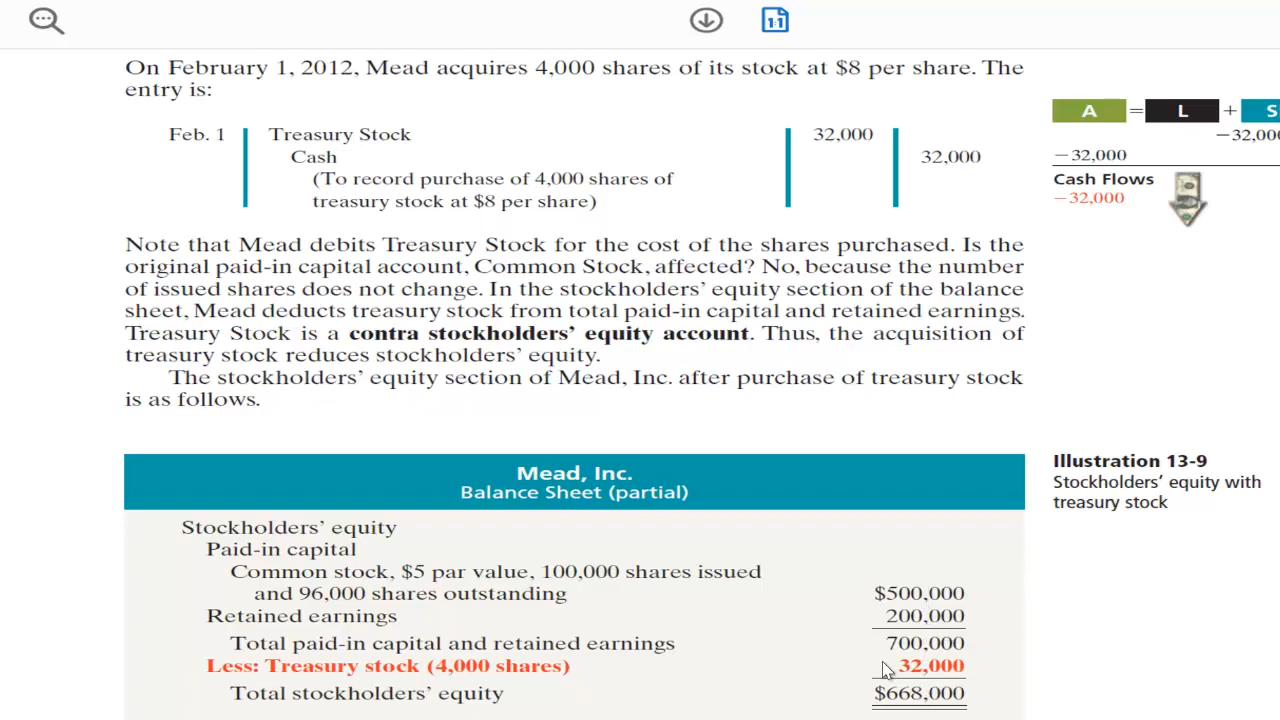 1:1
On February 1, 2012, Mead acquires 4,000 shares of its stock at $8 per share. The
entry is:
A = L + S
Feb. 1 Treasury Stock 32,000
−32,000
Cash 32,000
−32,000
(To record purchase of 4,000 shares of
treasury stock at $8 per share)
Cash Flows
−32,000
Note that Mead debits Treasury Stock for the cost of the shares purchased. Is the
original paid-in capital account, Common Stock, affected? No, because the number
of issued shares does not change. In the stockholders' equity section of the balance
sheet, Mead deducts treasury stock from total paid-in capital and retained earnings.
Treasury Stock is a contra stockholders' equity account. Thus, the acquisition of
treasury stock reduces stockholders' equity.
The stockholders' equity section of Mead, Inc. after purchase of treasury stock
is as follows.
Mead, Inc.
Balance Sheet (partial)
Illustration 13-9
Stockholders' equity with
treasury stock
Stockholders' equity
Paid-in capital
Common stock, $5 par value, 100,000 shares issued
and 96,000 shares outstanding $500,000
Retained earnings 200,000
Total paid-in capital and retained earnings 700,000
Less: Treasury stock (4,000 shares) 32,000
Total stockholders' equity $668,000